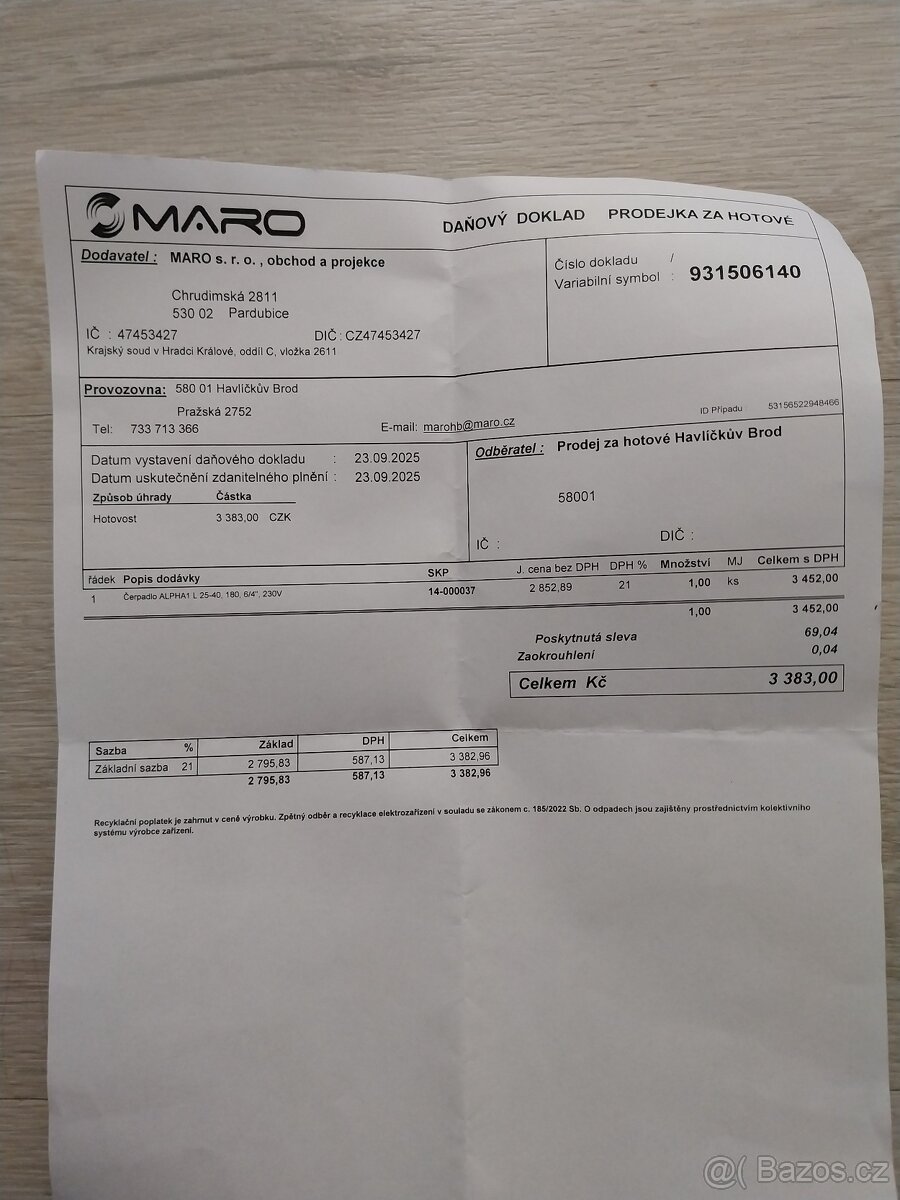 MARO
DAŇOVÝ DOKLAD PRODEJKA ZA HOTOVÉ
Dodavatel : MARO s. r. o. , obchod a projekce
Chrudimská 2811
530 02 Pardubice
IČ : 47453427 DIČ : CZ47453427
Krajský soud v Hradci Králové, oddíl C, vložka 2611
Číslo dokladu /
Variabilní symbol : 931506140
Provozovna: 580 01 Havlíčkův Brod
Pražská 2752
Tel: 733 713 366 E-mail: marohb@maro.cz
ID Případu : 53156522948466
Datum vystavení daňového dokladu : 23.09.2025
Datum uskutečnění zdanitelného plnění : 23.09.2025
Způsob úhrady Částka
Hotovost 3 383,00 CZK
Odběratel : Prodej za hotové Havlíčkův Brod
58001
IČ : DIČ :
řádek Popis dodávky SKP J. cena bez DPH DPH % Množství MJ Celkem s DPH
1 Čerpadlo ALPHA1 L 25-40, 180, 6/4", 230V 14-000037 2 852,89 21 1,00 ks 3 452,00
1,00 3 452,00
Poskytnutá sleva 69,04
Zaokrouhlení 0,04
Celkem Kč 3 383,00
Sazba % Základ DPH Celkem
Základní sazba 21 2 795,83 587,13 3 382,96
2 795,83 587,13 3 382,96
Recyklační poplatek je zahrnut v ceně výrobku. Zpětný odběr a recyklace elektrozařízení v souladu se zákonem c. 185/2022 Sb. O odpadech jsou zajištěny prostřednictvím kolektivního
systému výrobce zařízení.
@( Bazos.cz